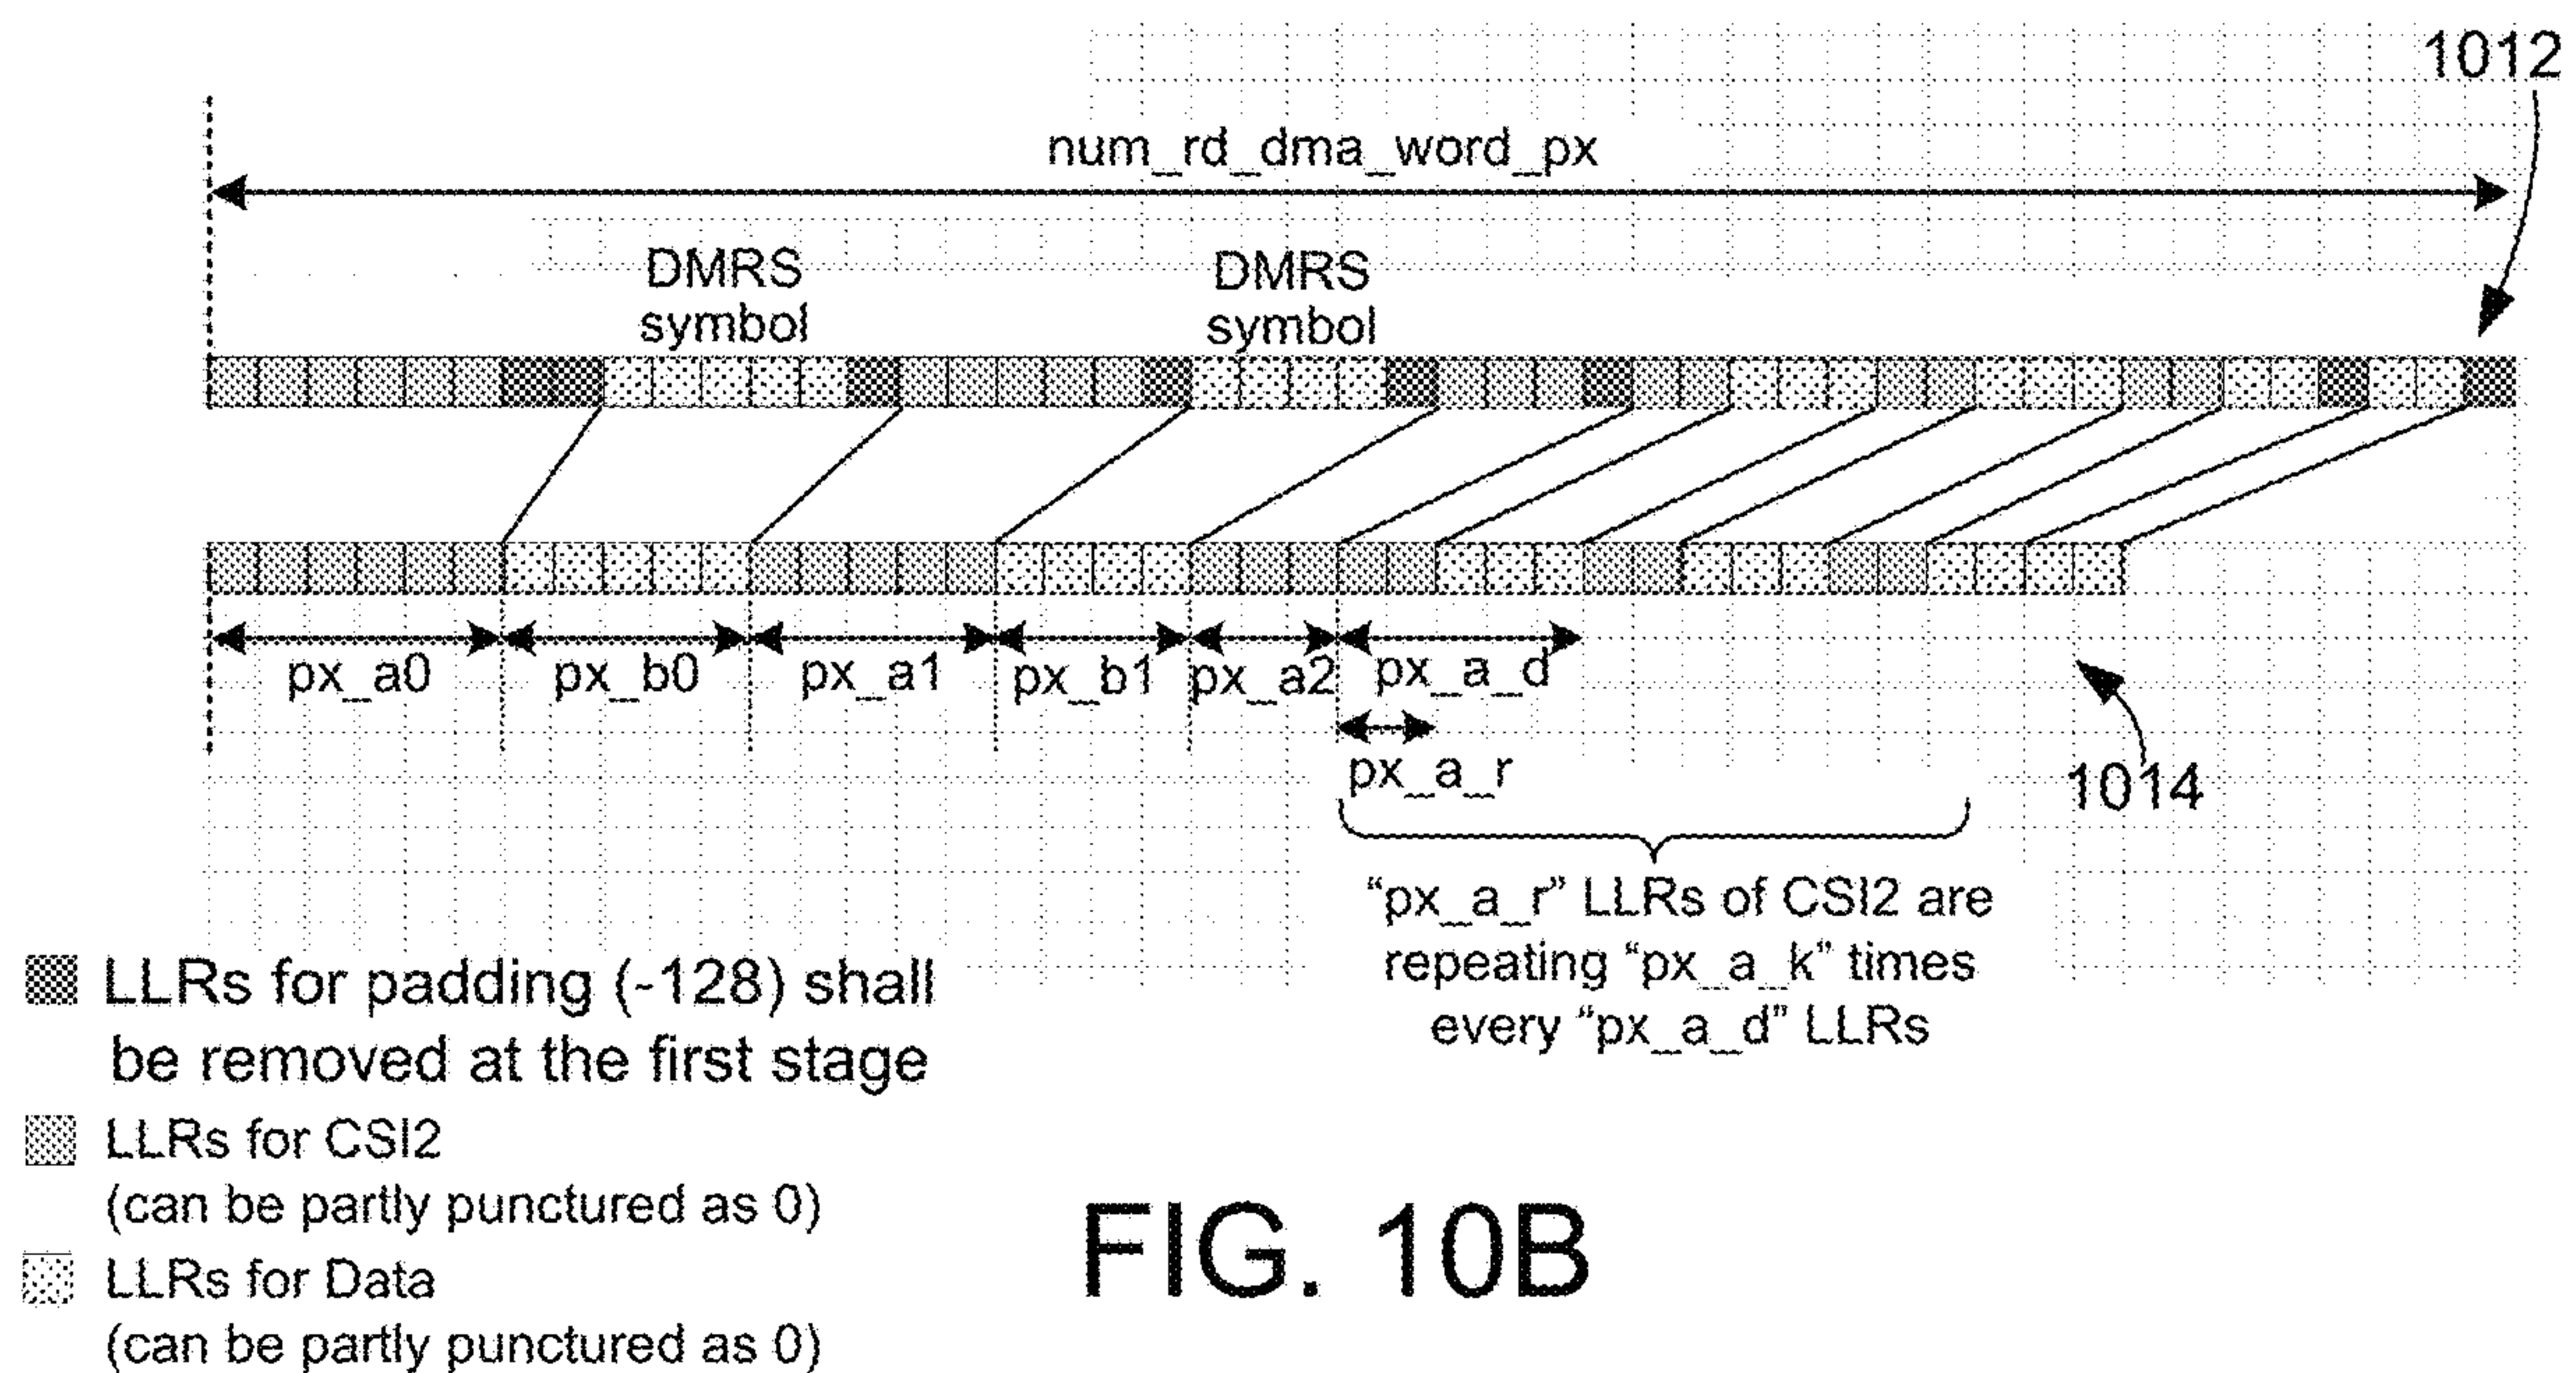 1012
num_rd_dma_word_px
DMRS
symbol
DMRS
symbol
px_a0
px_b0
px_a1
px_b1
px_a2
px_a_d
px_a_r
1014
“px_a_r” LLRs of CSI2 are
repeating “px_a_k” times
every “px_a_d” LLRs
LLRs for padding (-128) shall
be removed at the first stage
LLRs for CSI2
(can be partly punctured as 0)
LLRs for Data
(can be partly punctured as 0)
FIG. 10B